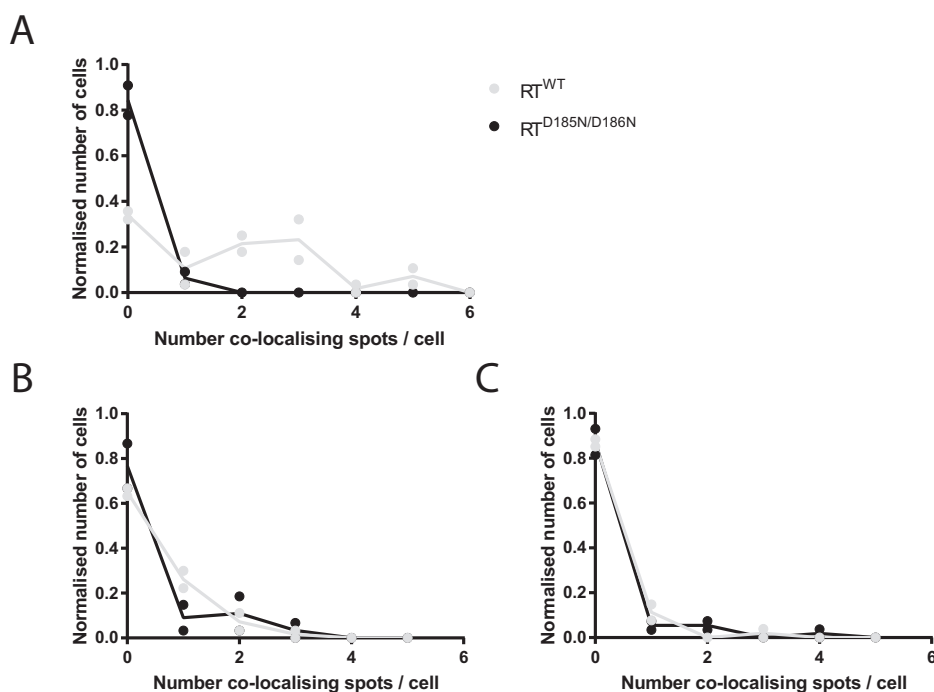 A
Normalised number of cells
1.0
0.8
0.6
0.4
0.2
0.0
0
2
4
6
Number co-localising spots / cell
RT^WT
RT^D185N/D186N
B
Normalised number of cells
1.0
0.8
0.6
0.4
0.2
0.0
0
2
4
6
Number co-localising spots / cell
C
Normalised number of cells
1.0
0.8
0.6
0.4
0.2
0.0
0
2
4
6
Number co-localising spots / cell